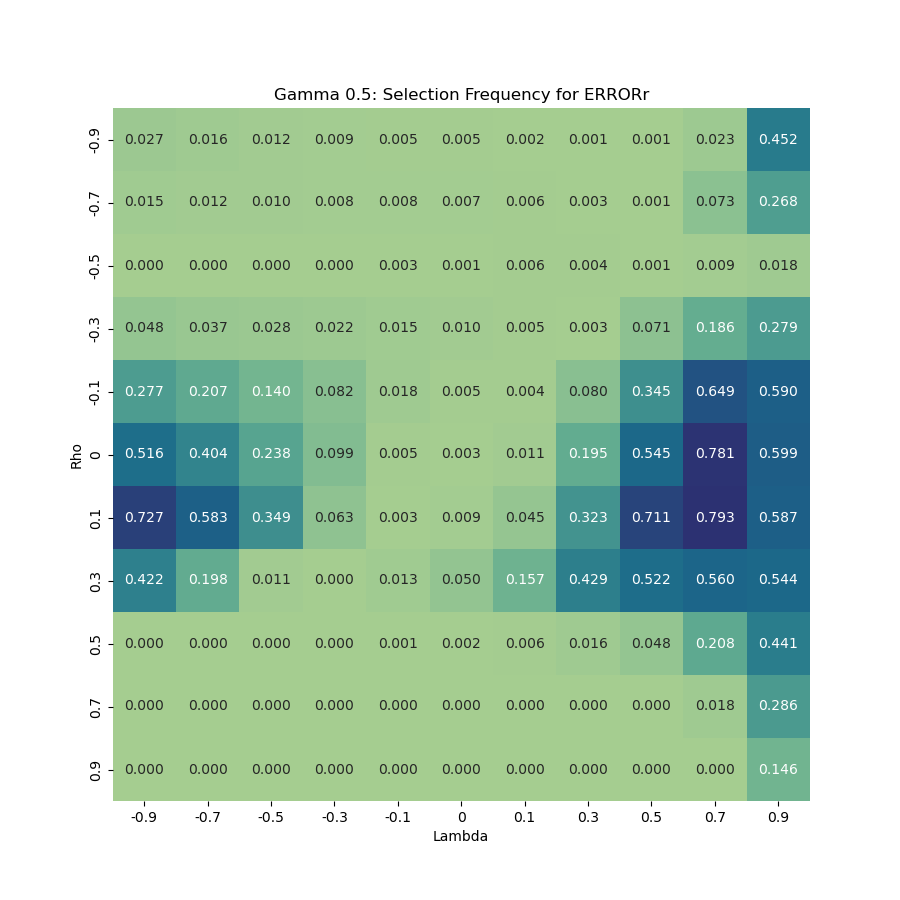 Gamma 0.5: Selection Frequency for ERRORr
-0.9 0.027 0.016 0.012 0.009 0.005 0.005 0.002 0.001 0.001 0.023 0.452
-0.7 0.015 0.012 0.010 0.008 0.008 0.007 0.006 0.003 0.001 0.073 0.268
-0.5 0.000 0.000 0.000 0.000 0.003 0.001 0.006 0.004 0.001 0.009 0.018
-0.3 0.048 0.037 0.028 0.022 0.015 0.010 0.005 0.003 0.071 0.186 0.279
-0.1 0.277 0.207 0.140 0.082 0.018 0.005 0.004 0.080 0.345 0.649 0.590
Rho
0 0.516 0.404 0.238 0.099 0.005 0.003 0.011 0.195 0.545 0.781 0.599
0.1 0.727 0.583 0.349 0.063 0.003 0.009 0.045 0.323 0.711 0.793 0.587
0.3 0.422 0.198 0.011 0.000 0.013 0.050 0.157 0.429 0.522 0.560 0.544
0.5 0.000 0.000 0.000 0.000 0.001 0.002 0.006 0.016 0.048 0.208 0.441
0.7 0.000 0.000 0.000 0.000 0.000 0.000 0.000 0.000 0.000 0.018 0.286
0.9 0.000 0.000 0.000 0.000 0.000 0.000 0.000 0.000 0.000 0.000 0.146
-0.9 -0.7 -0.5 -0.3 -0.1 0 0.1 0.3 0.5 0.7 0.9
Lambda